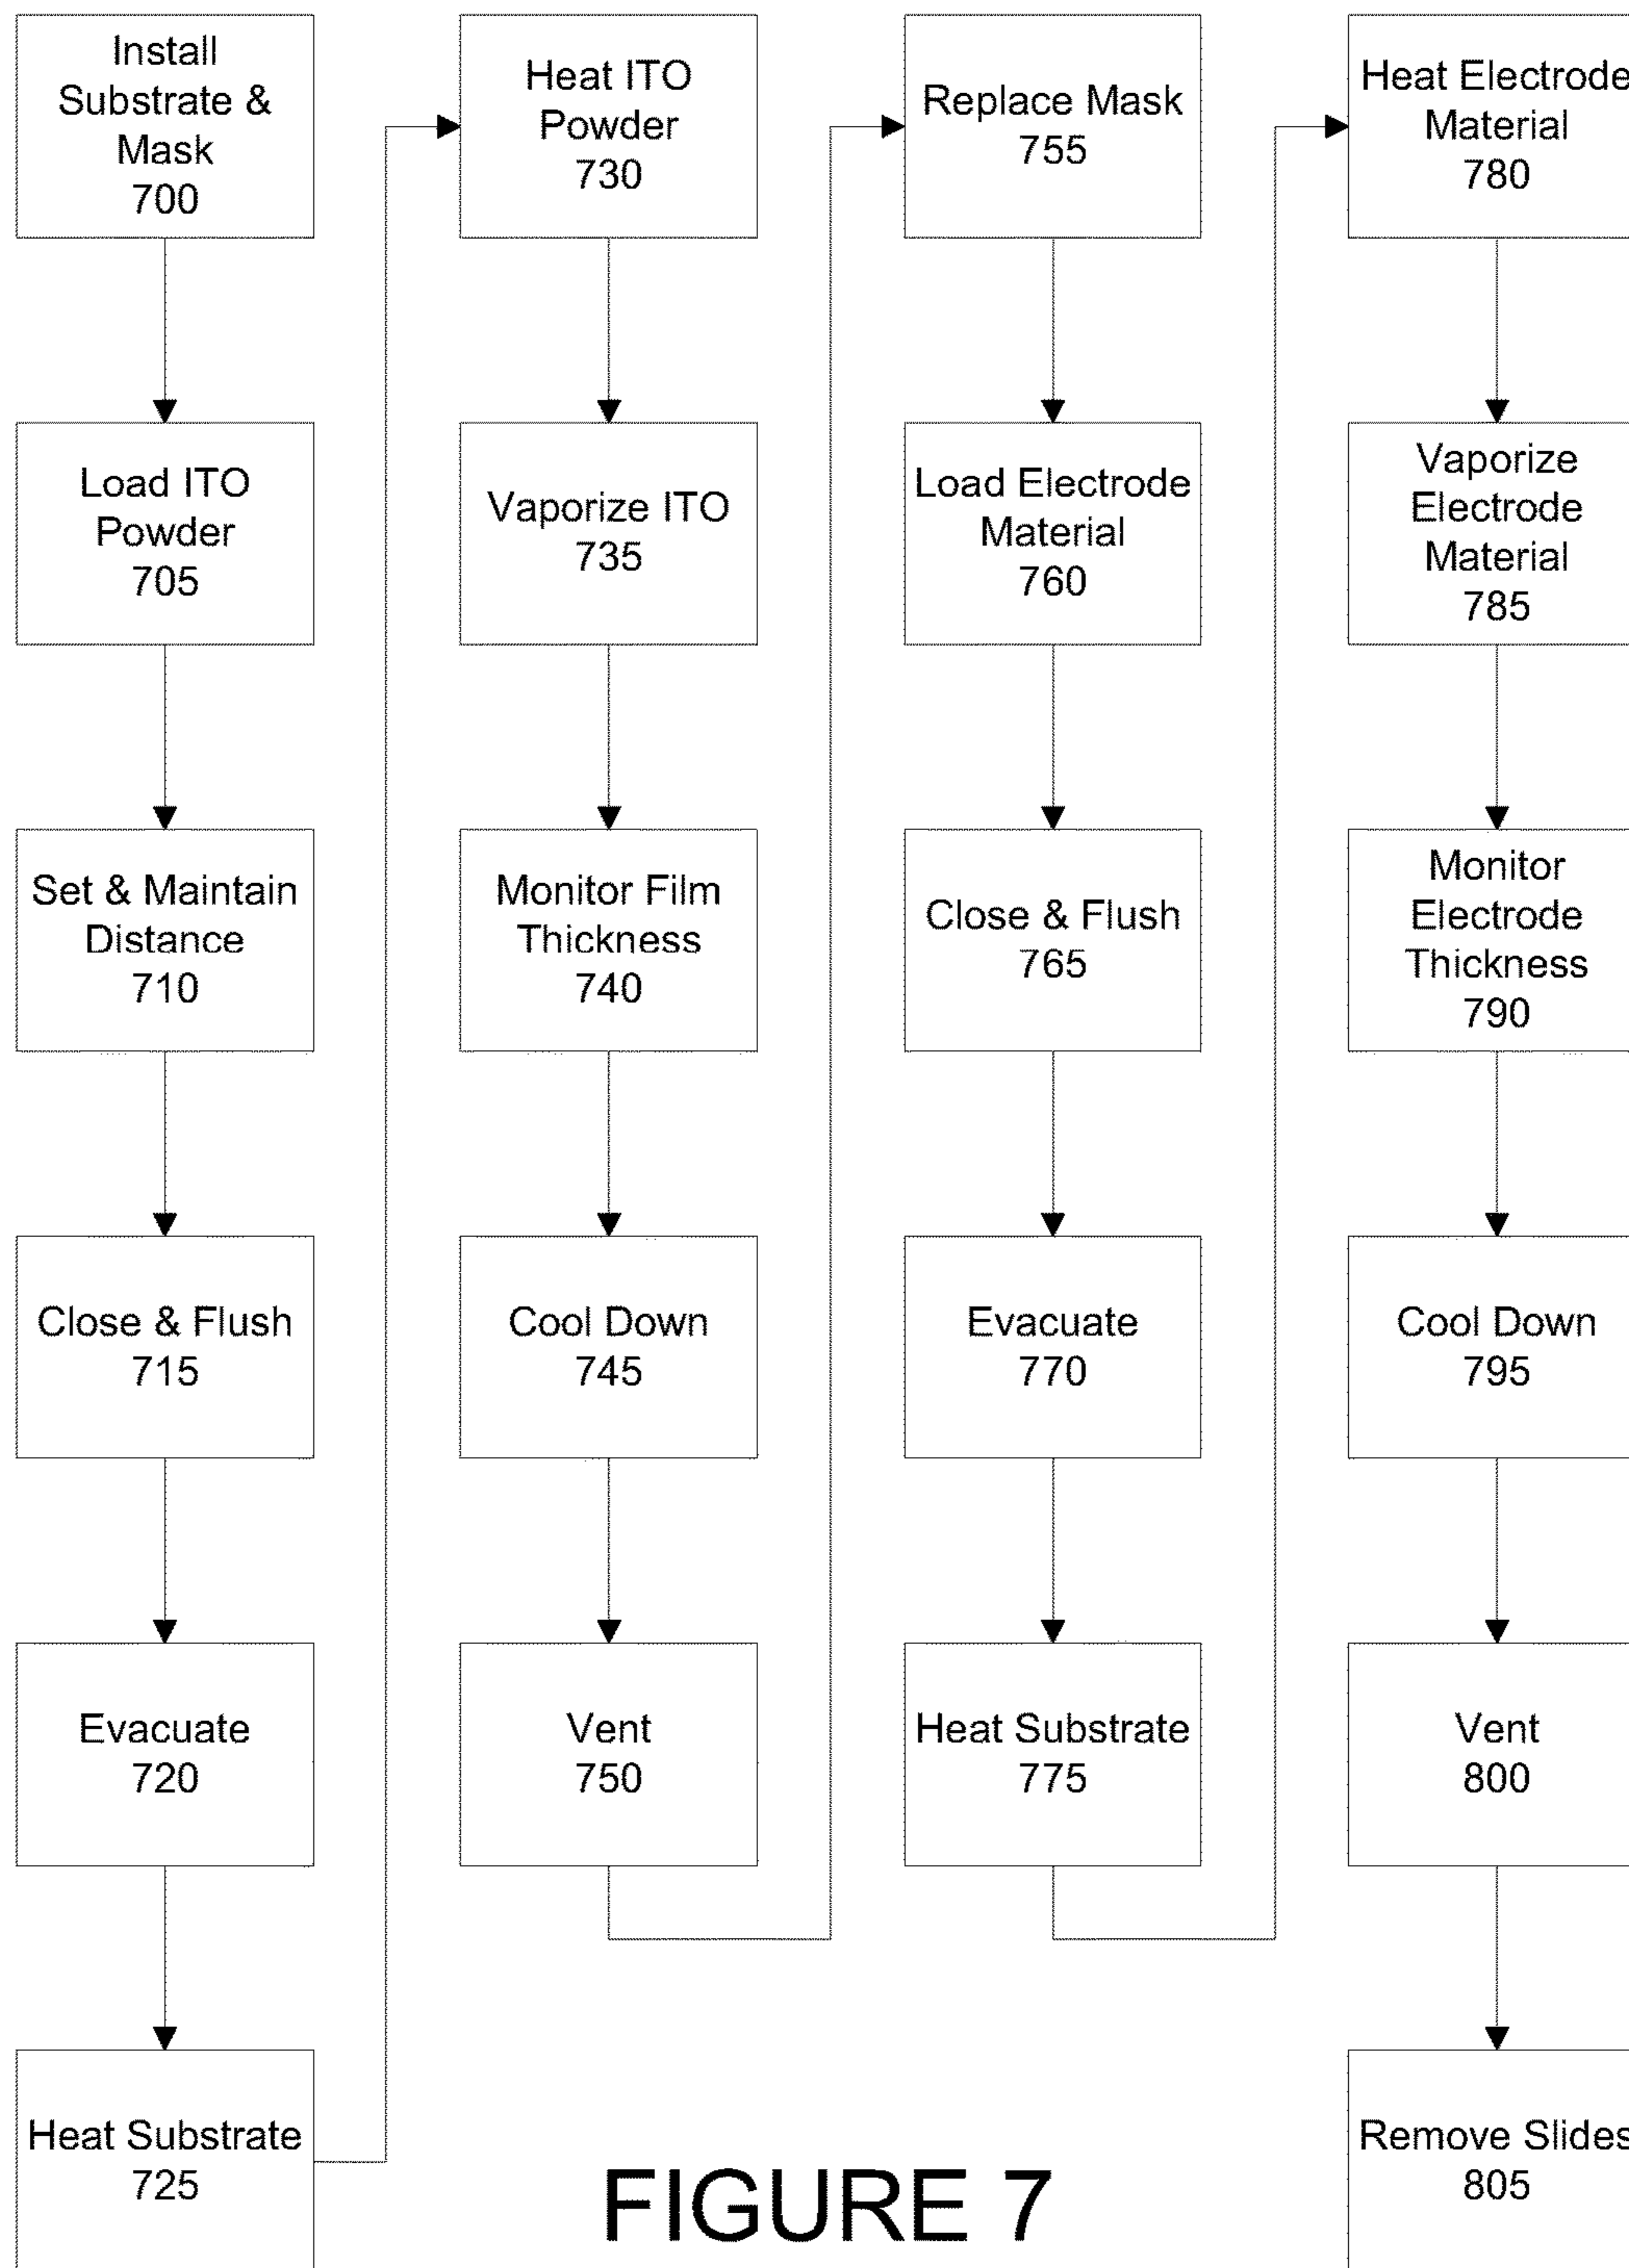 Install
Substrate &
Mask
700
Load ITO
Powder
705
Set & Maintain
Distance
710
Close & Flush
715
Evacuate
720
Heat Substrate
725
Heat ITO
Powder
730
Vaporize ITO
735
Monitor Film
Thickness
740
Cool Down
745
Vent
750
Replace Mask
755
Load Electrode
Material
760
Close & Flush
765
Evacuate
770
Heat Substrate
775
Heat Electrode
Material
780
Vaporize
Electrode
Material
785
Monitor
Electrode
Thickness
790
Cool Down
795
Vent
800
Remove Slides
805
FIGURE 7